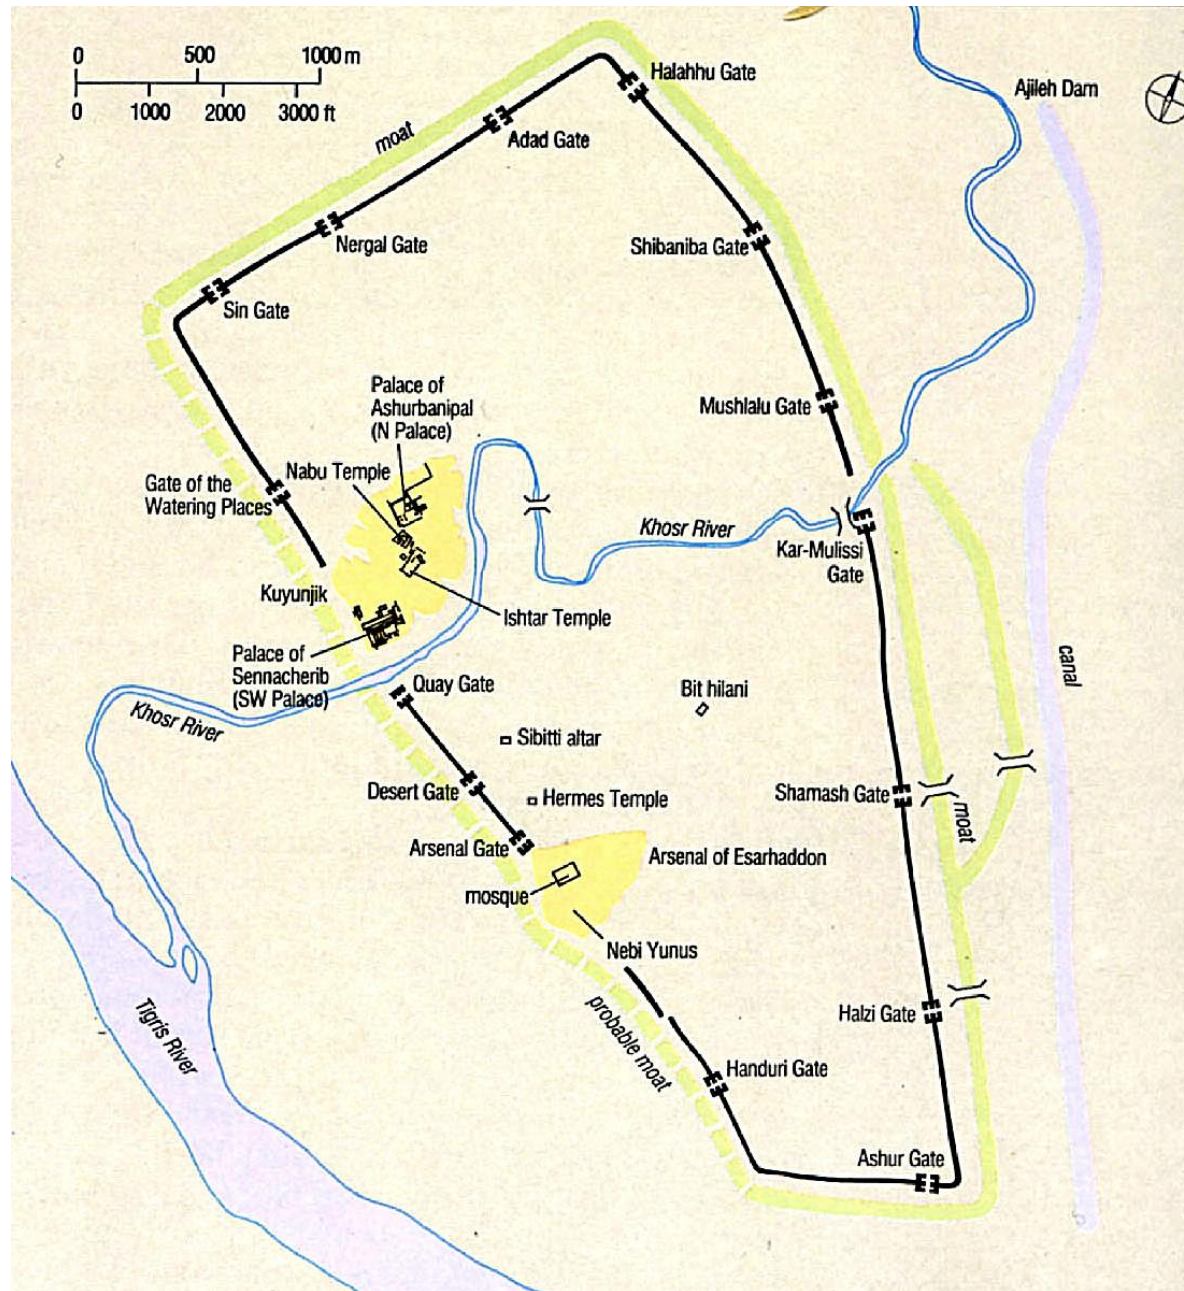 0 500 1000 m
0 1000 2000 3000 ft
Halahhu Gate
Ajileh Dam
moat
Adad Gate
Nergal Gate
Shibaniba Gate
Sin Gate
Palace of
Ashurbanipal
(N Palace)
Mushlalu Gate
Nabu Temple
Gate of the
Watering Places
Khosr River
Kar-Mulissi
Gate
Kuyunjik
Ishtar Temple
Palace of
Sennacherib
(SW Palace)
canal
Quay Gate
Bit hilani
Khosr River
Sibitti altar
Desert Gate
Hermes Temple
Shamash Gate
moat
Arsenal Gate
Arsenal of Esarhaddon
mosque
Nebi Yunus
Tigris River
probable moat
Halzi Gate
Handuri Gate
Ashur Gate